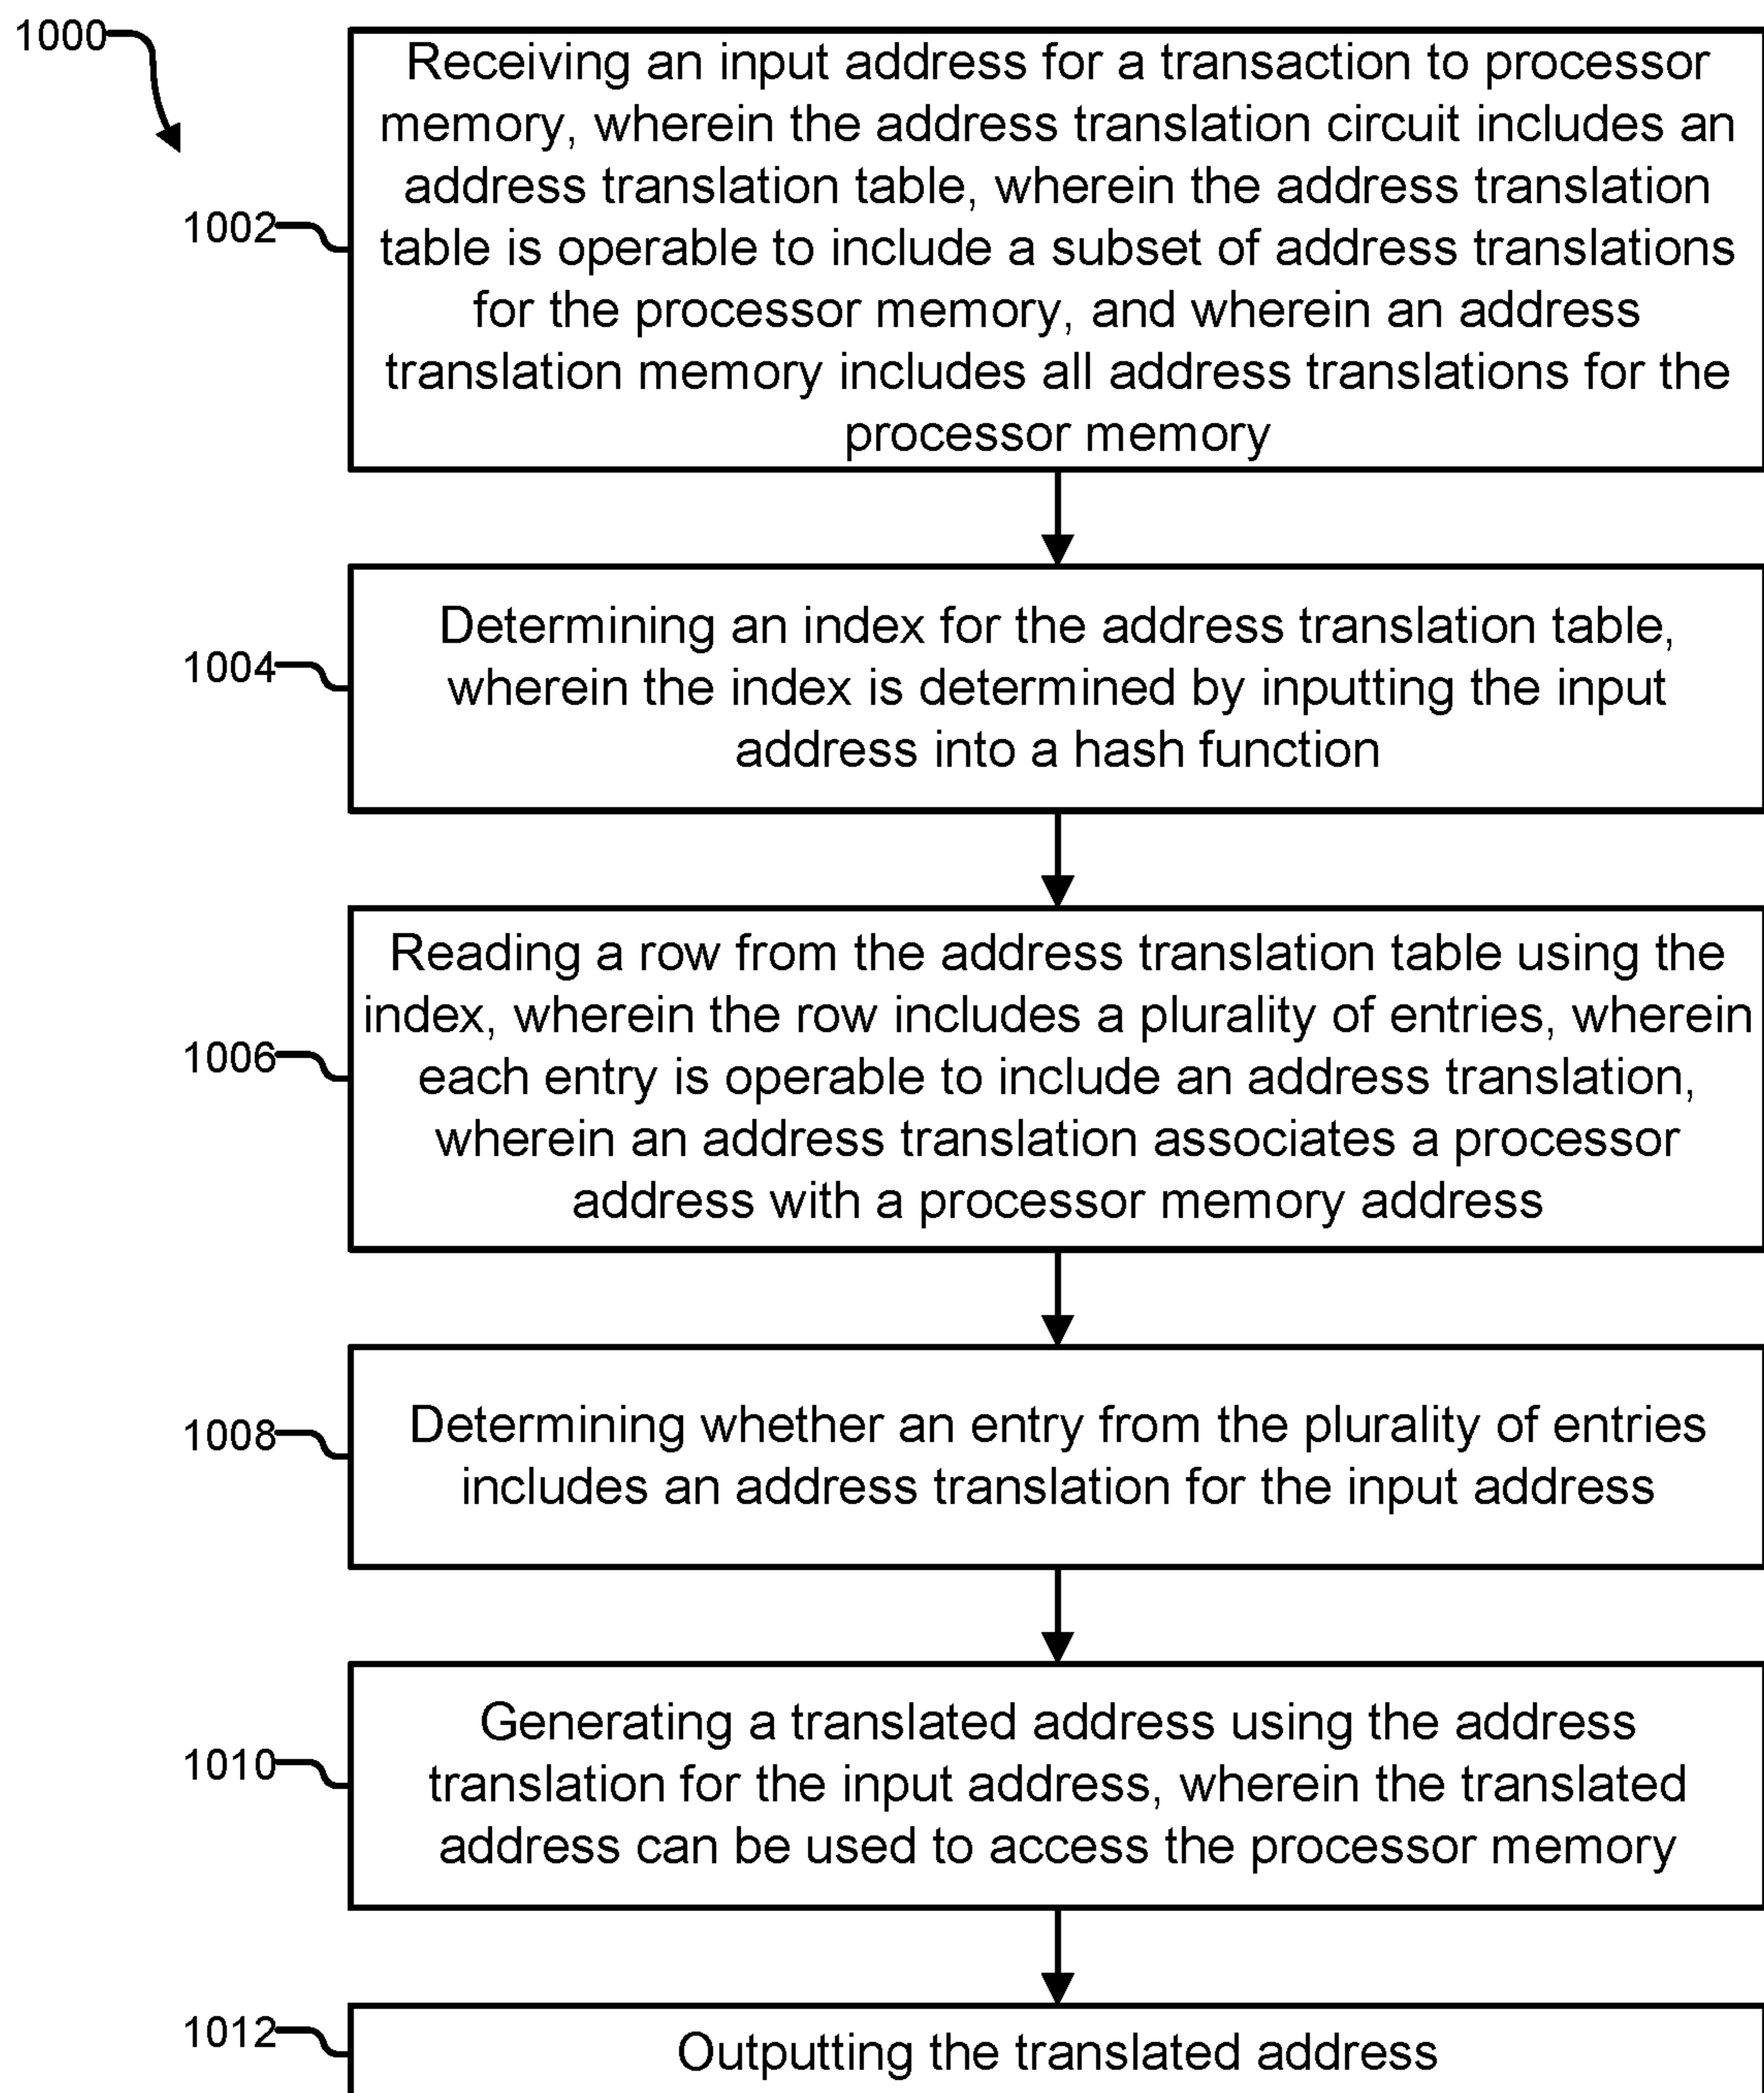 1000
Receiving an input address for a transaction to processor
memory, wherein the address translation circuit includes an
address translation table, wherein the address translation
1002
table is operable to include a subset of address translations
for the processor memory, and wherein an address
translation memory includes all address translations for the
processor memory
Determining an index for the address translation table,
1004
wherein the index is determined by inputting the input
address into a hash function
Reading a row from the address translation table using the
index, wherein the row includes a plurality of entries, wherein
1006
each entry is operable to include an address translation,
wherein an address translation associates a processor
address with a processor memory address
1008
Determining whether an entry from the plurality of entries
includes an address translation for the input address
Generating a translated address using the address
1010
translation for the input address, wherein the translated
address can be used to access the processor memory
1012
Outputting the translated address